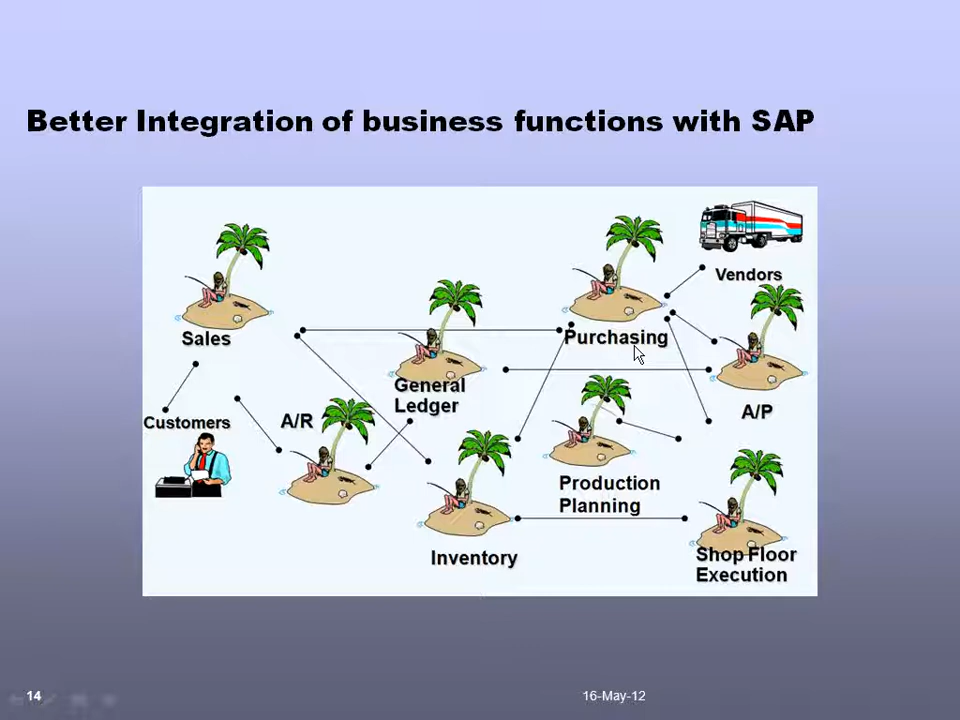 Better Integration of business functions with SAP
Vendors
Sales
Purchasing
General
Ledger
A/P
Customers
A/R
Production
Planning
Inventory
Shop Floor
Execution
14
16-May-12